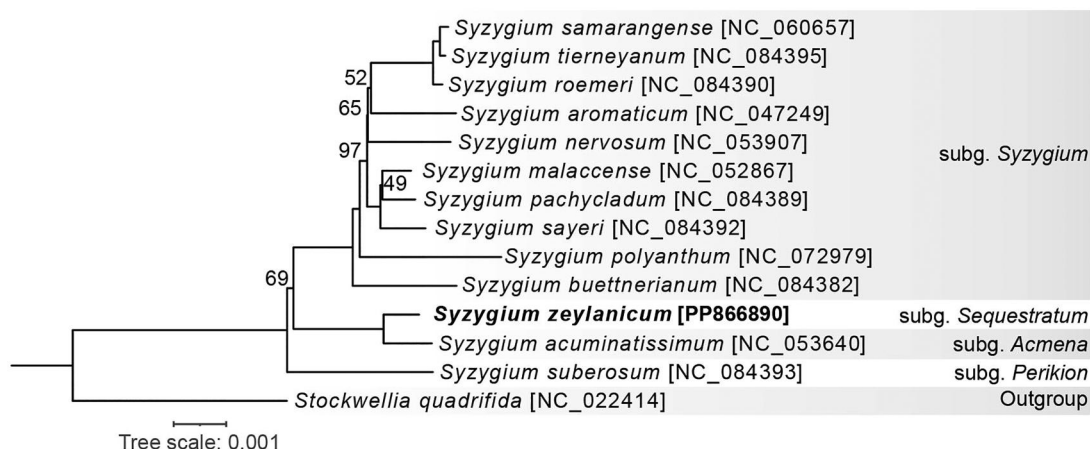 Syzygium samarangense [NC_060657]
Syzygium tierneyanum [NC_084395]
52
Syzygium roemeri [NC_084390]
65
Syzygium aromaticum [NC_047249]
97
Syzygium nervosum [NC_053907]
subg. Syzygium
Syzygium malaccense [NC_052867]
49
Syzygium pachycladum [NC_084389]
Syzygium sayeri [NC_084392]
Syzygium polyanthum [NC_072979]
69
Syzygium buettnerianum [NC_084382]
Syzygium zeylanicum [PP866890] subg. Sequestratum
Syzygium acuminatissimum [NC_053640] subg. Acmena
Syzygium suberosum [NC_084393] subg. Perikion
Stockwellia quadrifida [NC_022414] Outgroup
Tree scale: 0.001